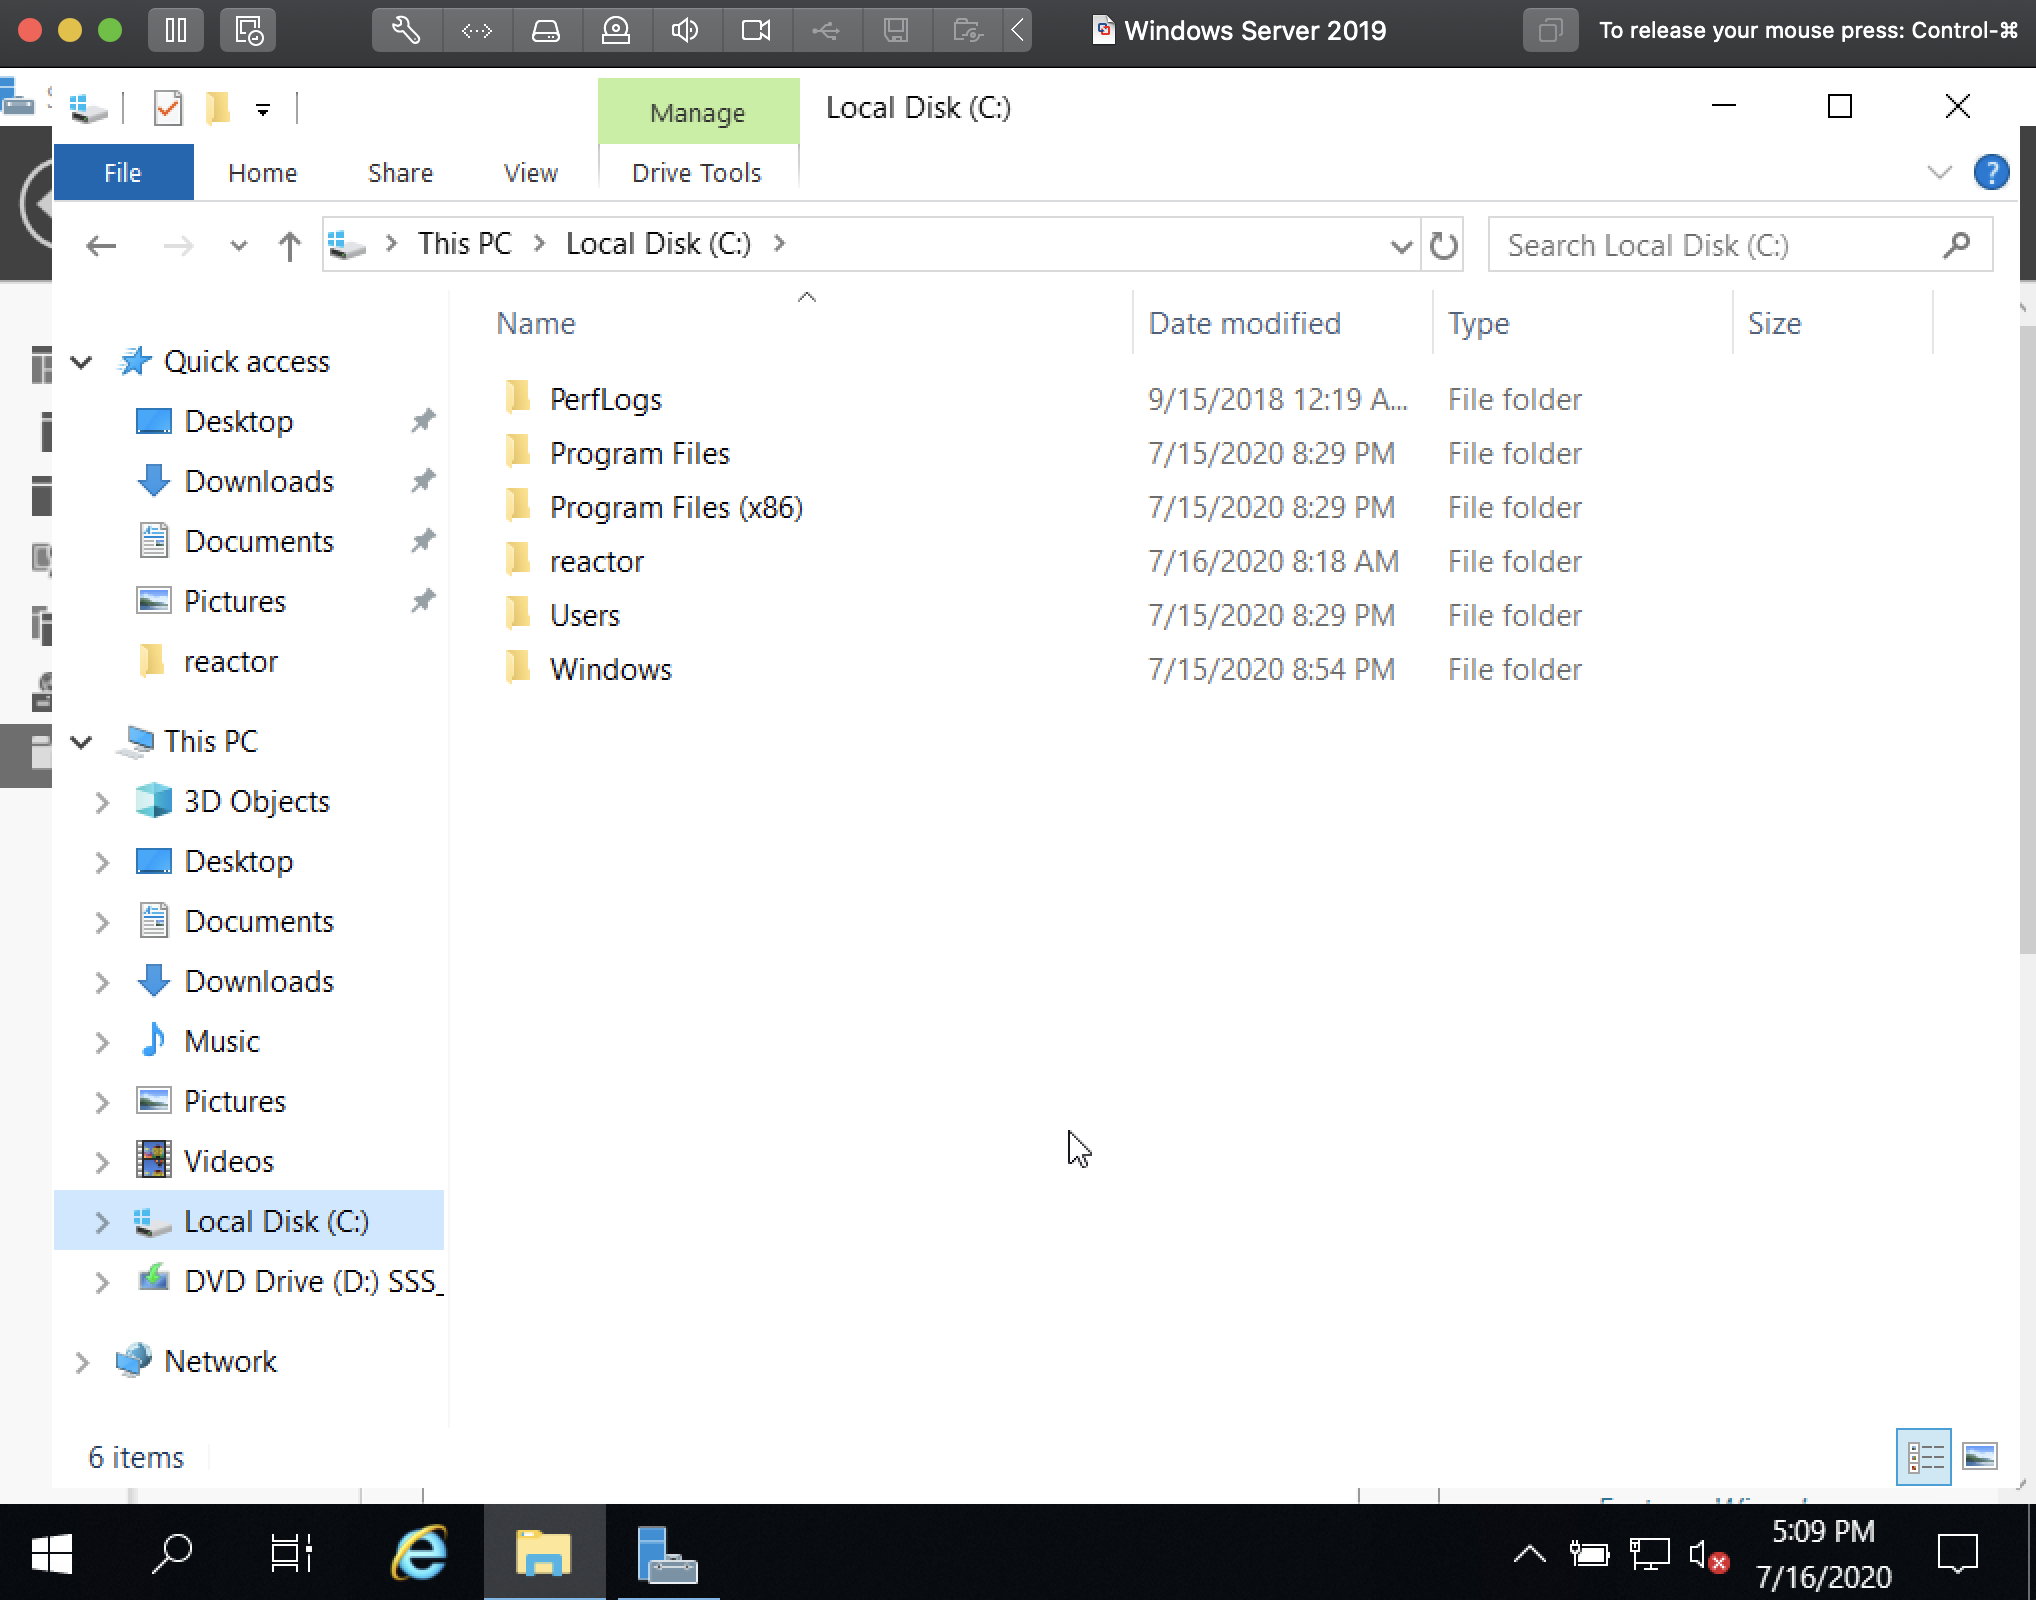 Windows Server 2019
To release your mouse press: Control-⌘
Manage
Local Disk (C:)
File
Home
Share
View
Drive Tools
This PC
Local Disk (C:)
Search Local Disk (C:)
Name
Date modified
Type
Size
Quick access
Desktop
Downloads
Documents
Pictures
reactor
This PC
3D Objects
Desktop
Documents
Downloads
Music
Pictures
Videos
Local Disk (C:)
DVD Drive (D:) SSS_
Network
PerfLogs 9/15/2018 12:19 A... File folder
Program Files 7/15/2020 8:29 PM File folder
Program Files (x86) 7/15/2020 8:29 PM File folder
reactor 7/16/2020 8:18 AM File folder
Users 7/15/2020 8:29 PM File folder
Windows 7/15/2020 8:54 PM File folder
6 items
5:09 PM
7/16/2020